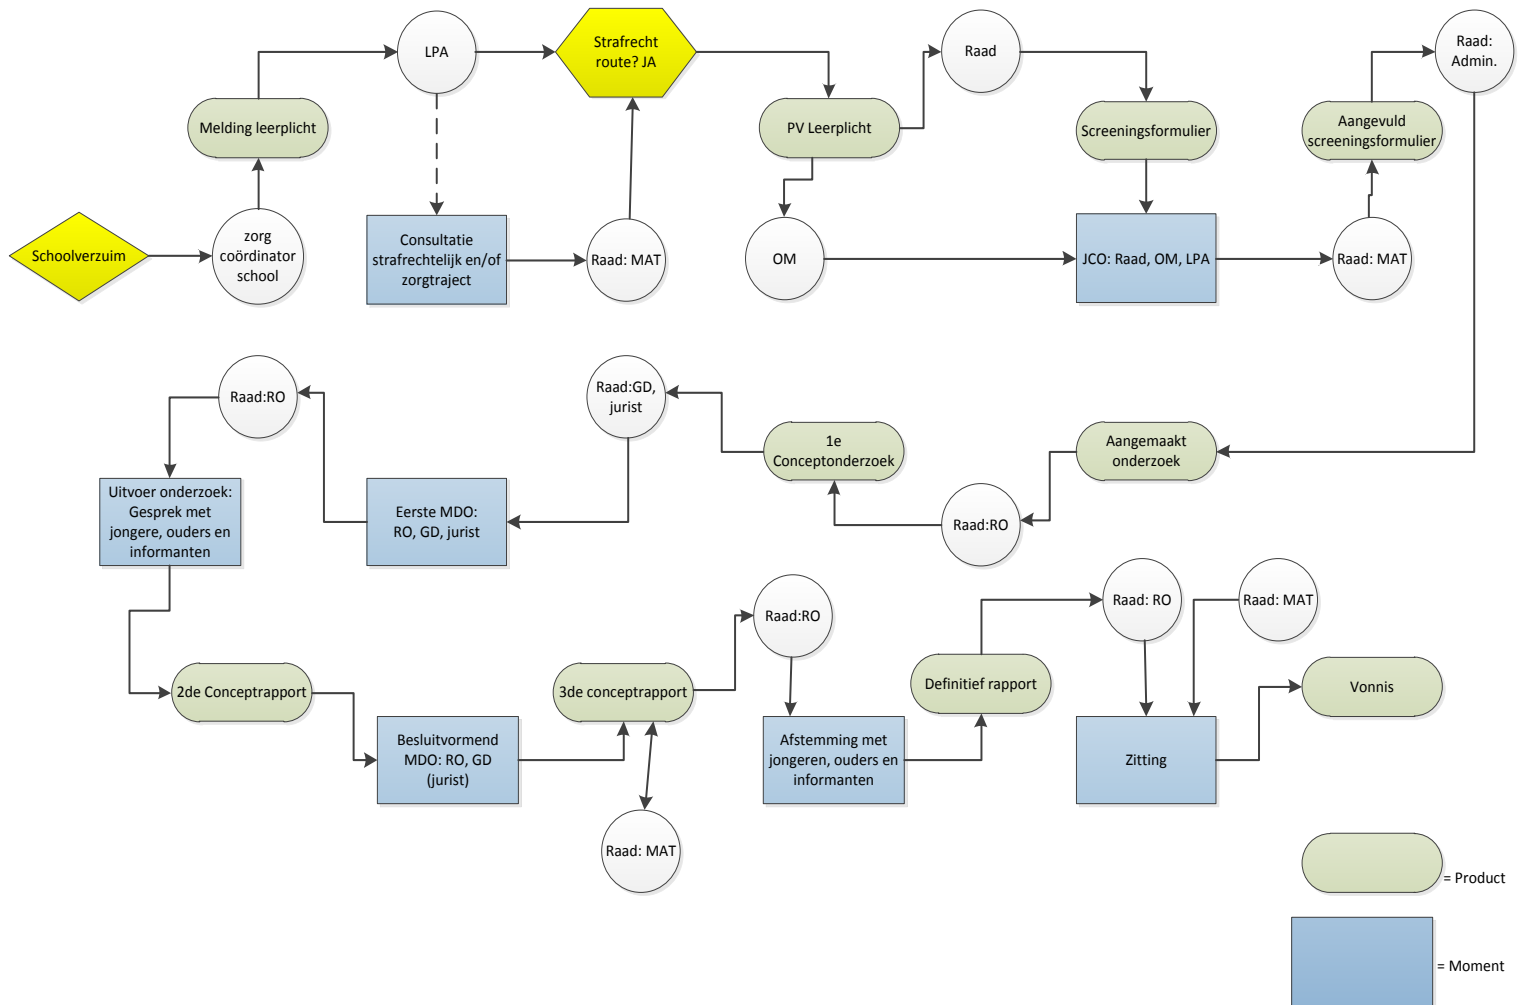 LPA
Strafrecht
route? JA
Raad
Raad:
Admin.
Melding leerplicht
PV Leerplicht
Screeningsformulier
Aangevuld
screeningsformulier
Schoolverzuim
zorg
coördinator
school
Consultatie
strafrechtelijk en/of
zorgtraject
Raad: MAT
OM
JCO: Raad, OM, LPA
Raad: MAT
Raad:RO
Raad:GD,
jurist
1e
Conceptonderzoek
Aangemaakt
onderzoek
Uitvoer onderzoek:
Gesprek met
jongere, ouders en
informanten
Eerste MDO:
RO, GD, jurist
Raad:RO
Raad:RO
Raad: RO
Raad: MAT
2de Conceptrapport
3de conceptrapport
Definitief rapport
Vonnis
Besluitvormend
MDO: RO, GD
(jurist)
Afstemming met
jongeren, ouders en
informanten
Zitting
Raad: MAT
= Product
= Moment